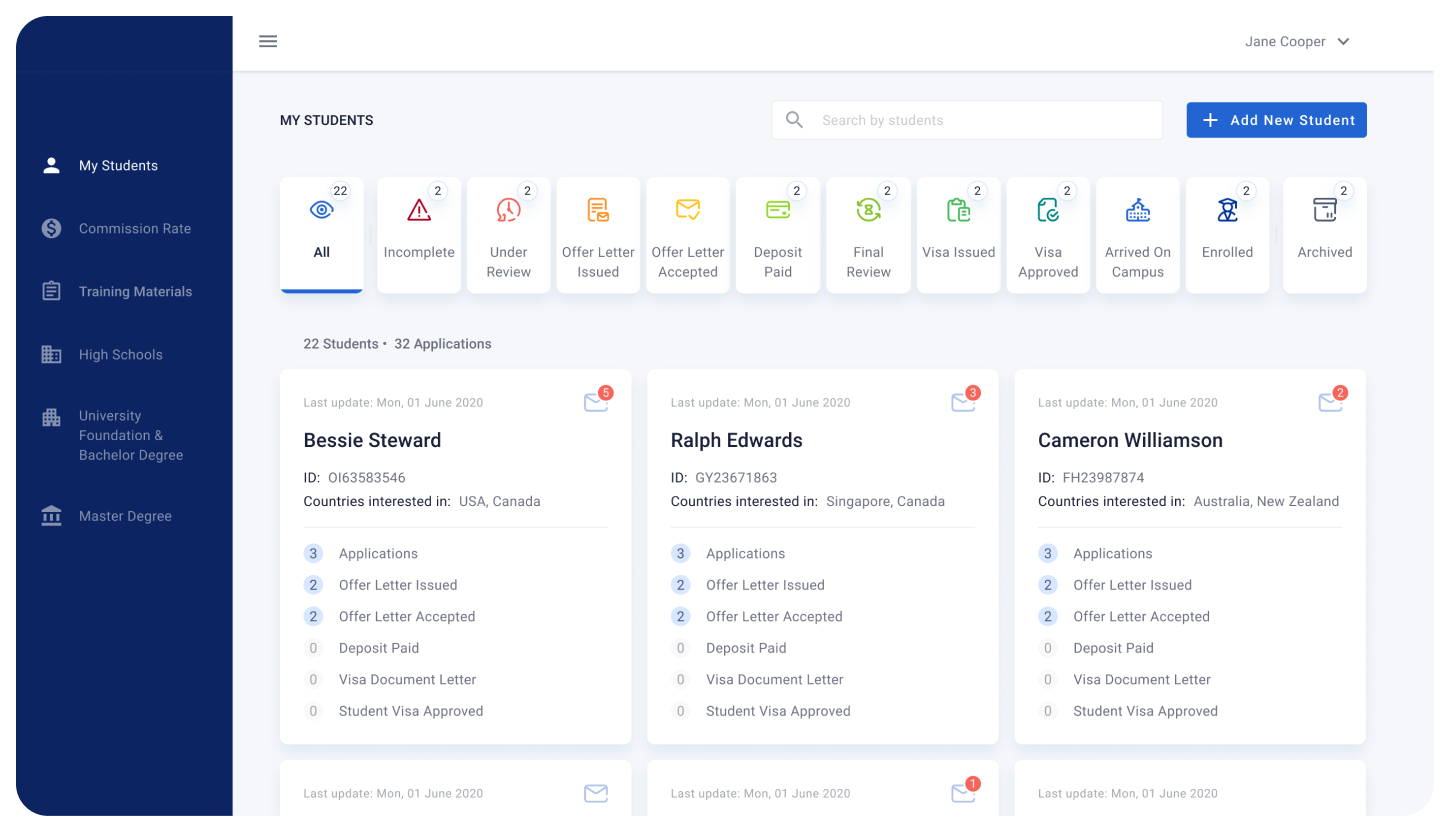 Jane Cooper
MY STUDENTS
Search by students
Add New Student
My Students
Commission Rate
Training Materials
High Schools
University
Foundation &
Bachelor Degree
Master Degree
22
All
2
Incomplete
2
Under
Review
Offer Letter
Issued
Offer Letter
Accepted
2
Deposit
Paid
2
Final
Review
2
Visa Issued
2
Visa
Approved
Arrived On
Campus
2
Enrolled
2
Archived
22 Students • 32 Applications
Last update: Mon, 01 June 2020
5
Bessie Steward
ID: OI63583546
Countries interested in: USA, Canada
3 Applications
2 Offer Letter Issued
2 Offer Letter Accepted
0 Deposit Paid
0 Visa Document Letter
0 Student Visa Approved
Last update: Mon, 01 June 2020
3
Ralph Edwards
ID: GY23671863
Countries interested in: Singapore, Canada
3 Applications
2 Offer Letter Issued
2 Offer Letter Accepted
0 Deposit Paid
0 Visa Document Letter
0 Student Visa Approved
Last update: Mon, 01 June 2020
2
Cameron Williamson
ID: FH23987874
Countries interested in: Australia, New Zealand
3 Applications
2 Offer Letter Issued
2 Offer Letter Accepted
0 Deposit Paid
0 Visa Document Letter
0 Student Visa Approved
Last update: Mon, 01 June 2020
Last update: Mon, 01 June 2020
1
Last update: Mon, 01 June 2020